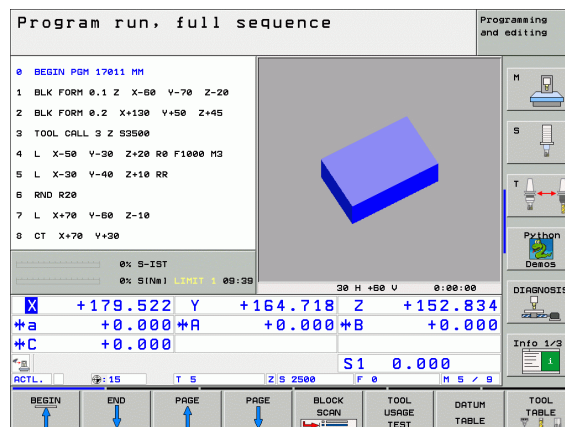 Program run, full sequence
Programming and editing
0 BEGIN PGM 17011 MM
1 BLK FORM 0.1 Z X-60 Y-70 Z-20
2 BLK FORM 0.2 X+130 Y+50 Z+45
3 TOOL CALL 3 Z S3500
4 L X-50 Y-30 Z+20 R0 F1000 M3
5 L X-30 Y-40 Z+10 RR
6 RND R20
7 L X+70 Y-60 Z-10
8 CT X+70 Y+30
0% S-IST
0% S[Nm] LIMIT 1 09:39
30 H +60 V 0:00:00
X +179.522 Y +164.718 Z +152.834
a +0.000 A +0.000 B +0.000
C +0.000
S1 0.00
ACTL. :15 T 5 Z S 2500 F 0 M 5 / 9
M
S
T
Python
Demos
DIAGNOSIS
Info 1/3
i
BEGIN
END
PAGE
PAGE
BLOCK
SCAN
TOOL
USAGE
TEST
DATUM
TABLE
TOOL
TABLE